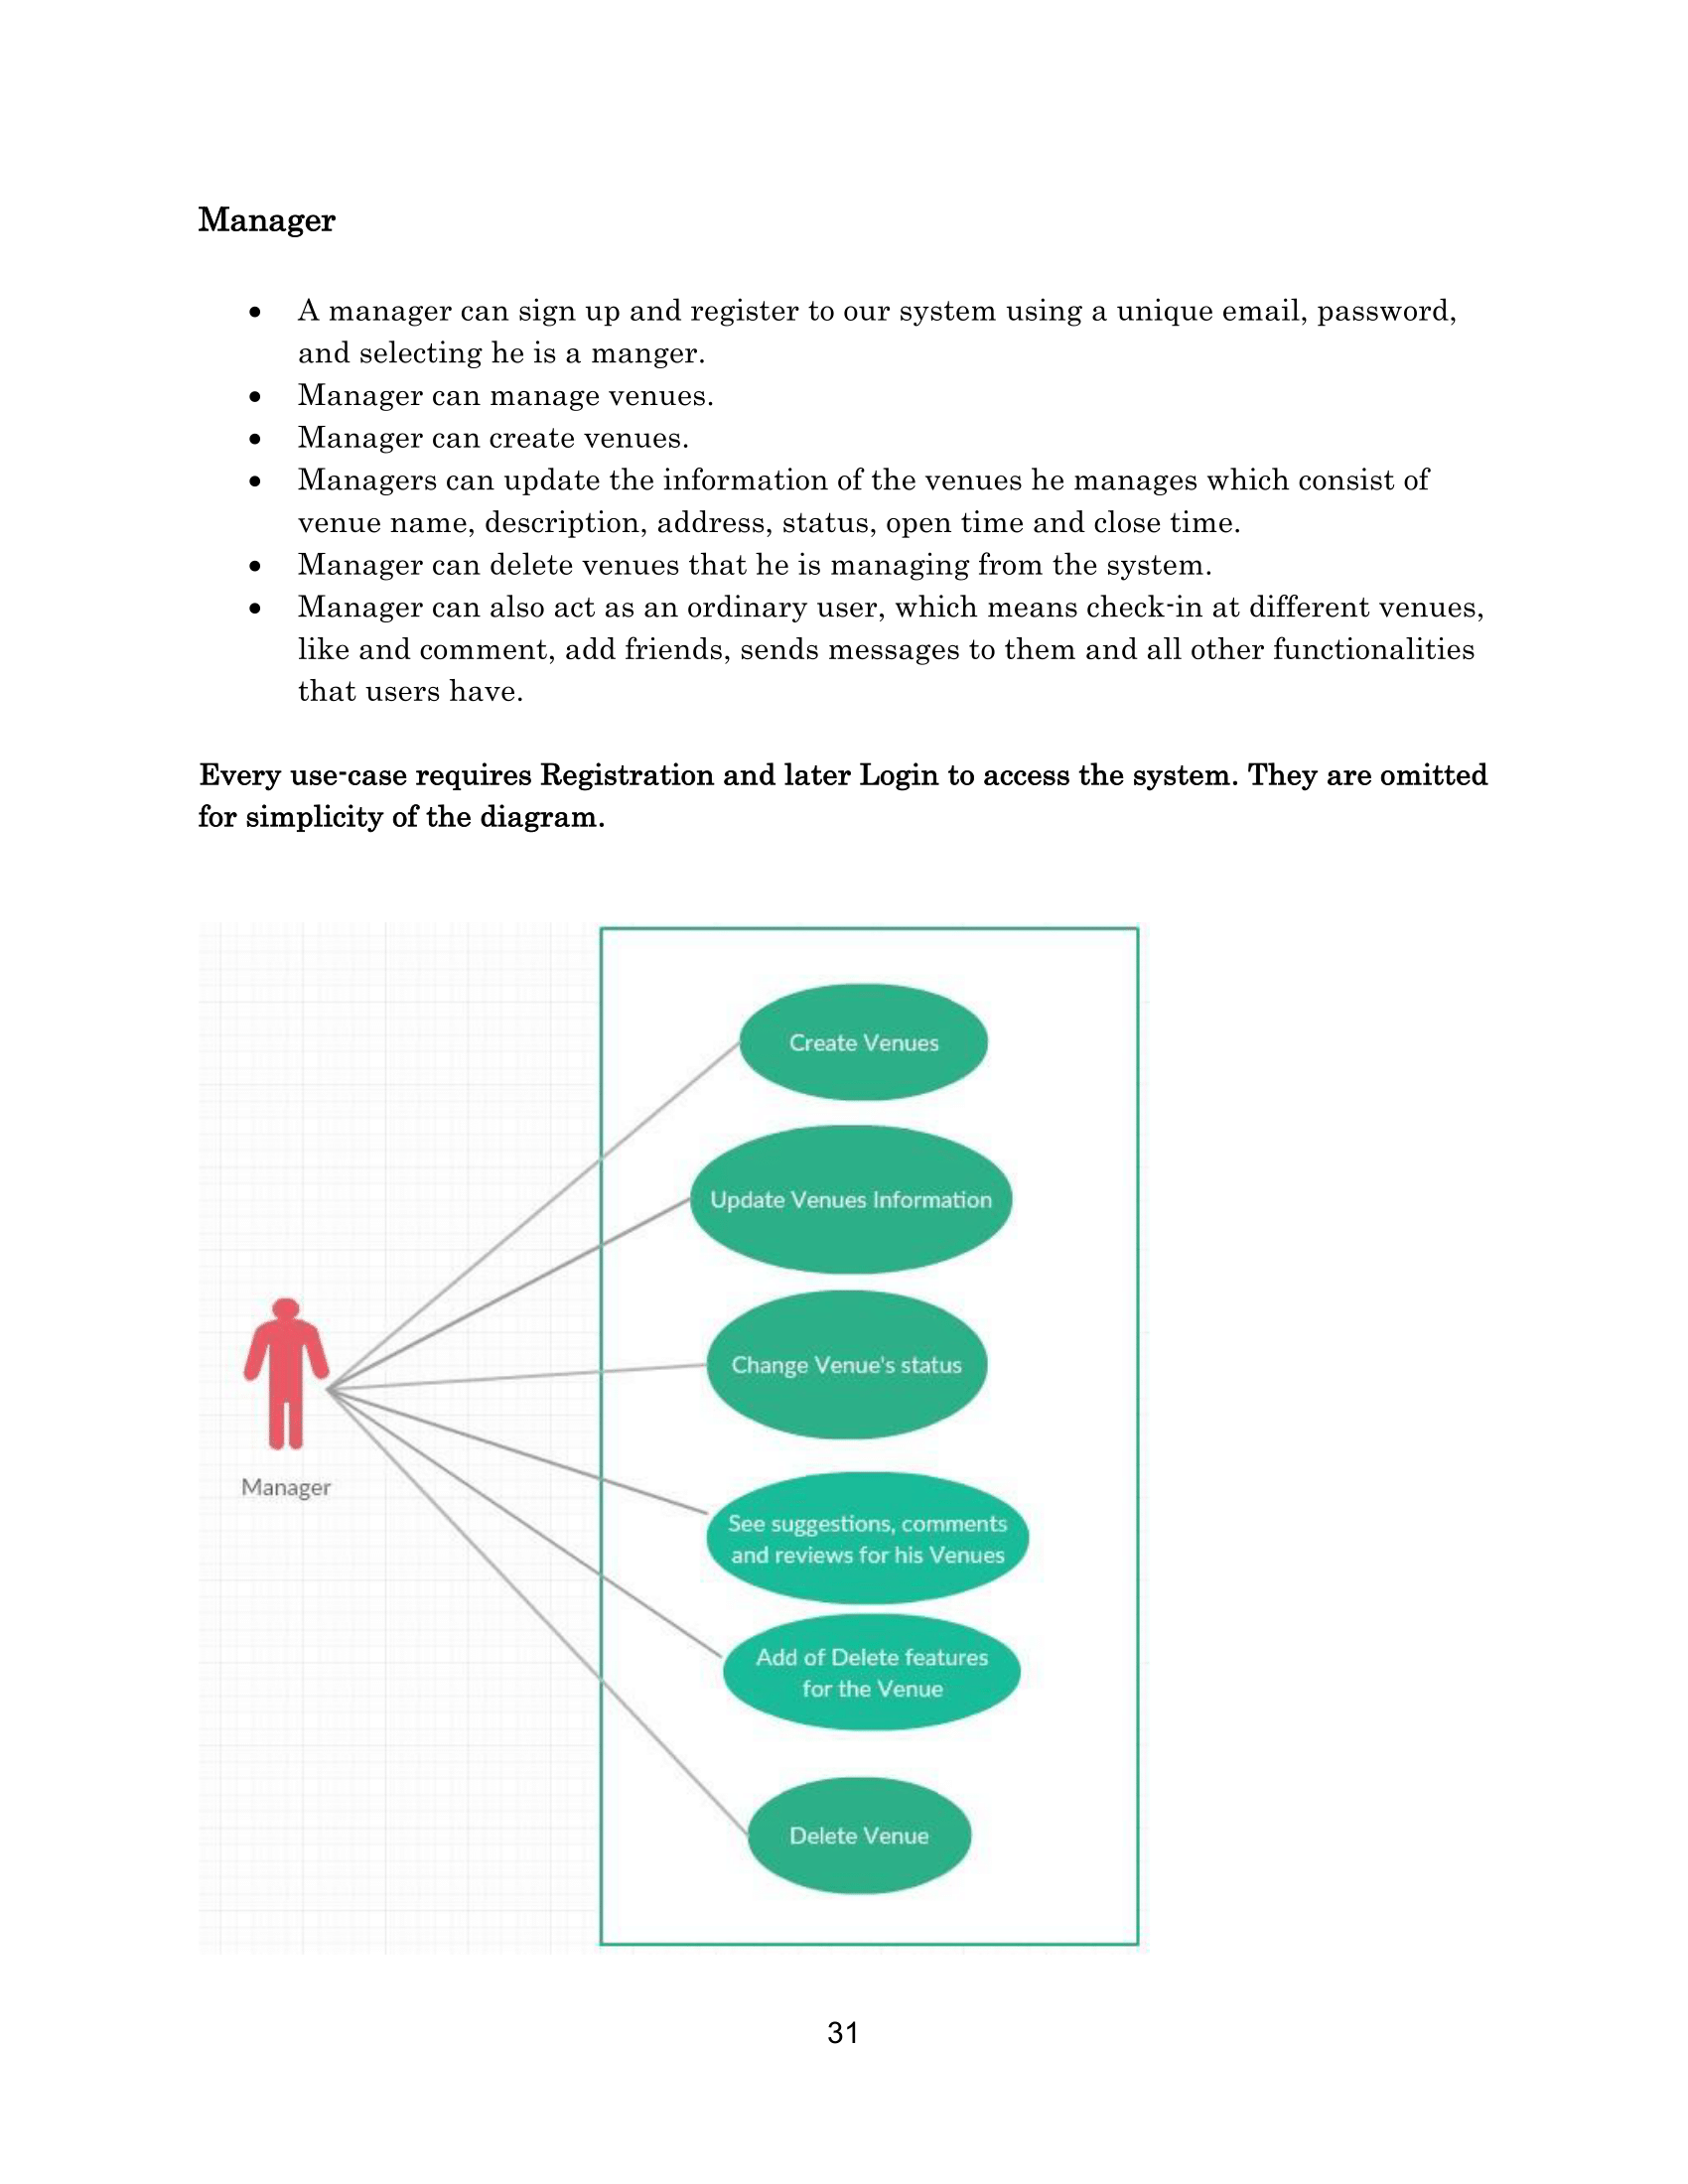 Manager
• A manager can sign up and register to our system using a unique email, password,
and selecting he is a manger.
• Manager can manage venues.
• Manager can create venues.
• Managers can update the information of the venues he manages which consist of
venue name, description, address, status, open time and close time.
• Manager can delete venues that he is managing from the system.
• Manager can also act as an ordinary user, which means check-in at different venues,
like and comment, add friends, sends messages to them and all other functionalities
that users have.
Every use-case requires Registration and later Login to access the system. They are omitted
for simplicity of the diagram.
Create Venues
Update Venues Information
Change Venue's status
Manager
See suggestions, comments
and reviews for his Venues
Add of Delete features
for the Venue
Delete Venue
31